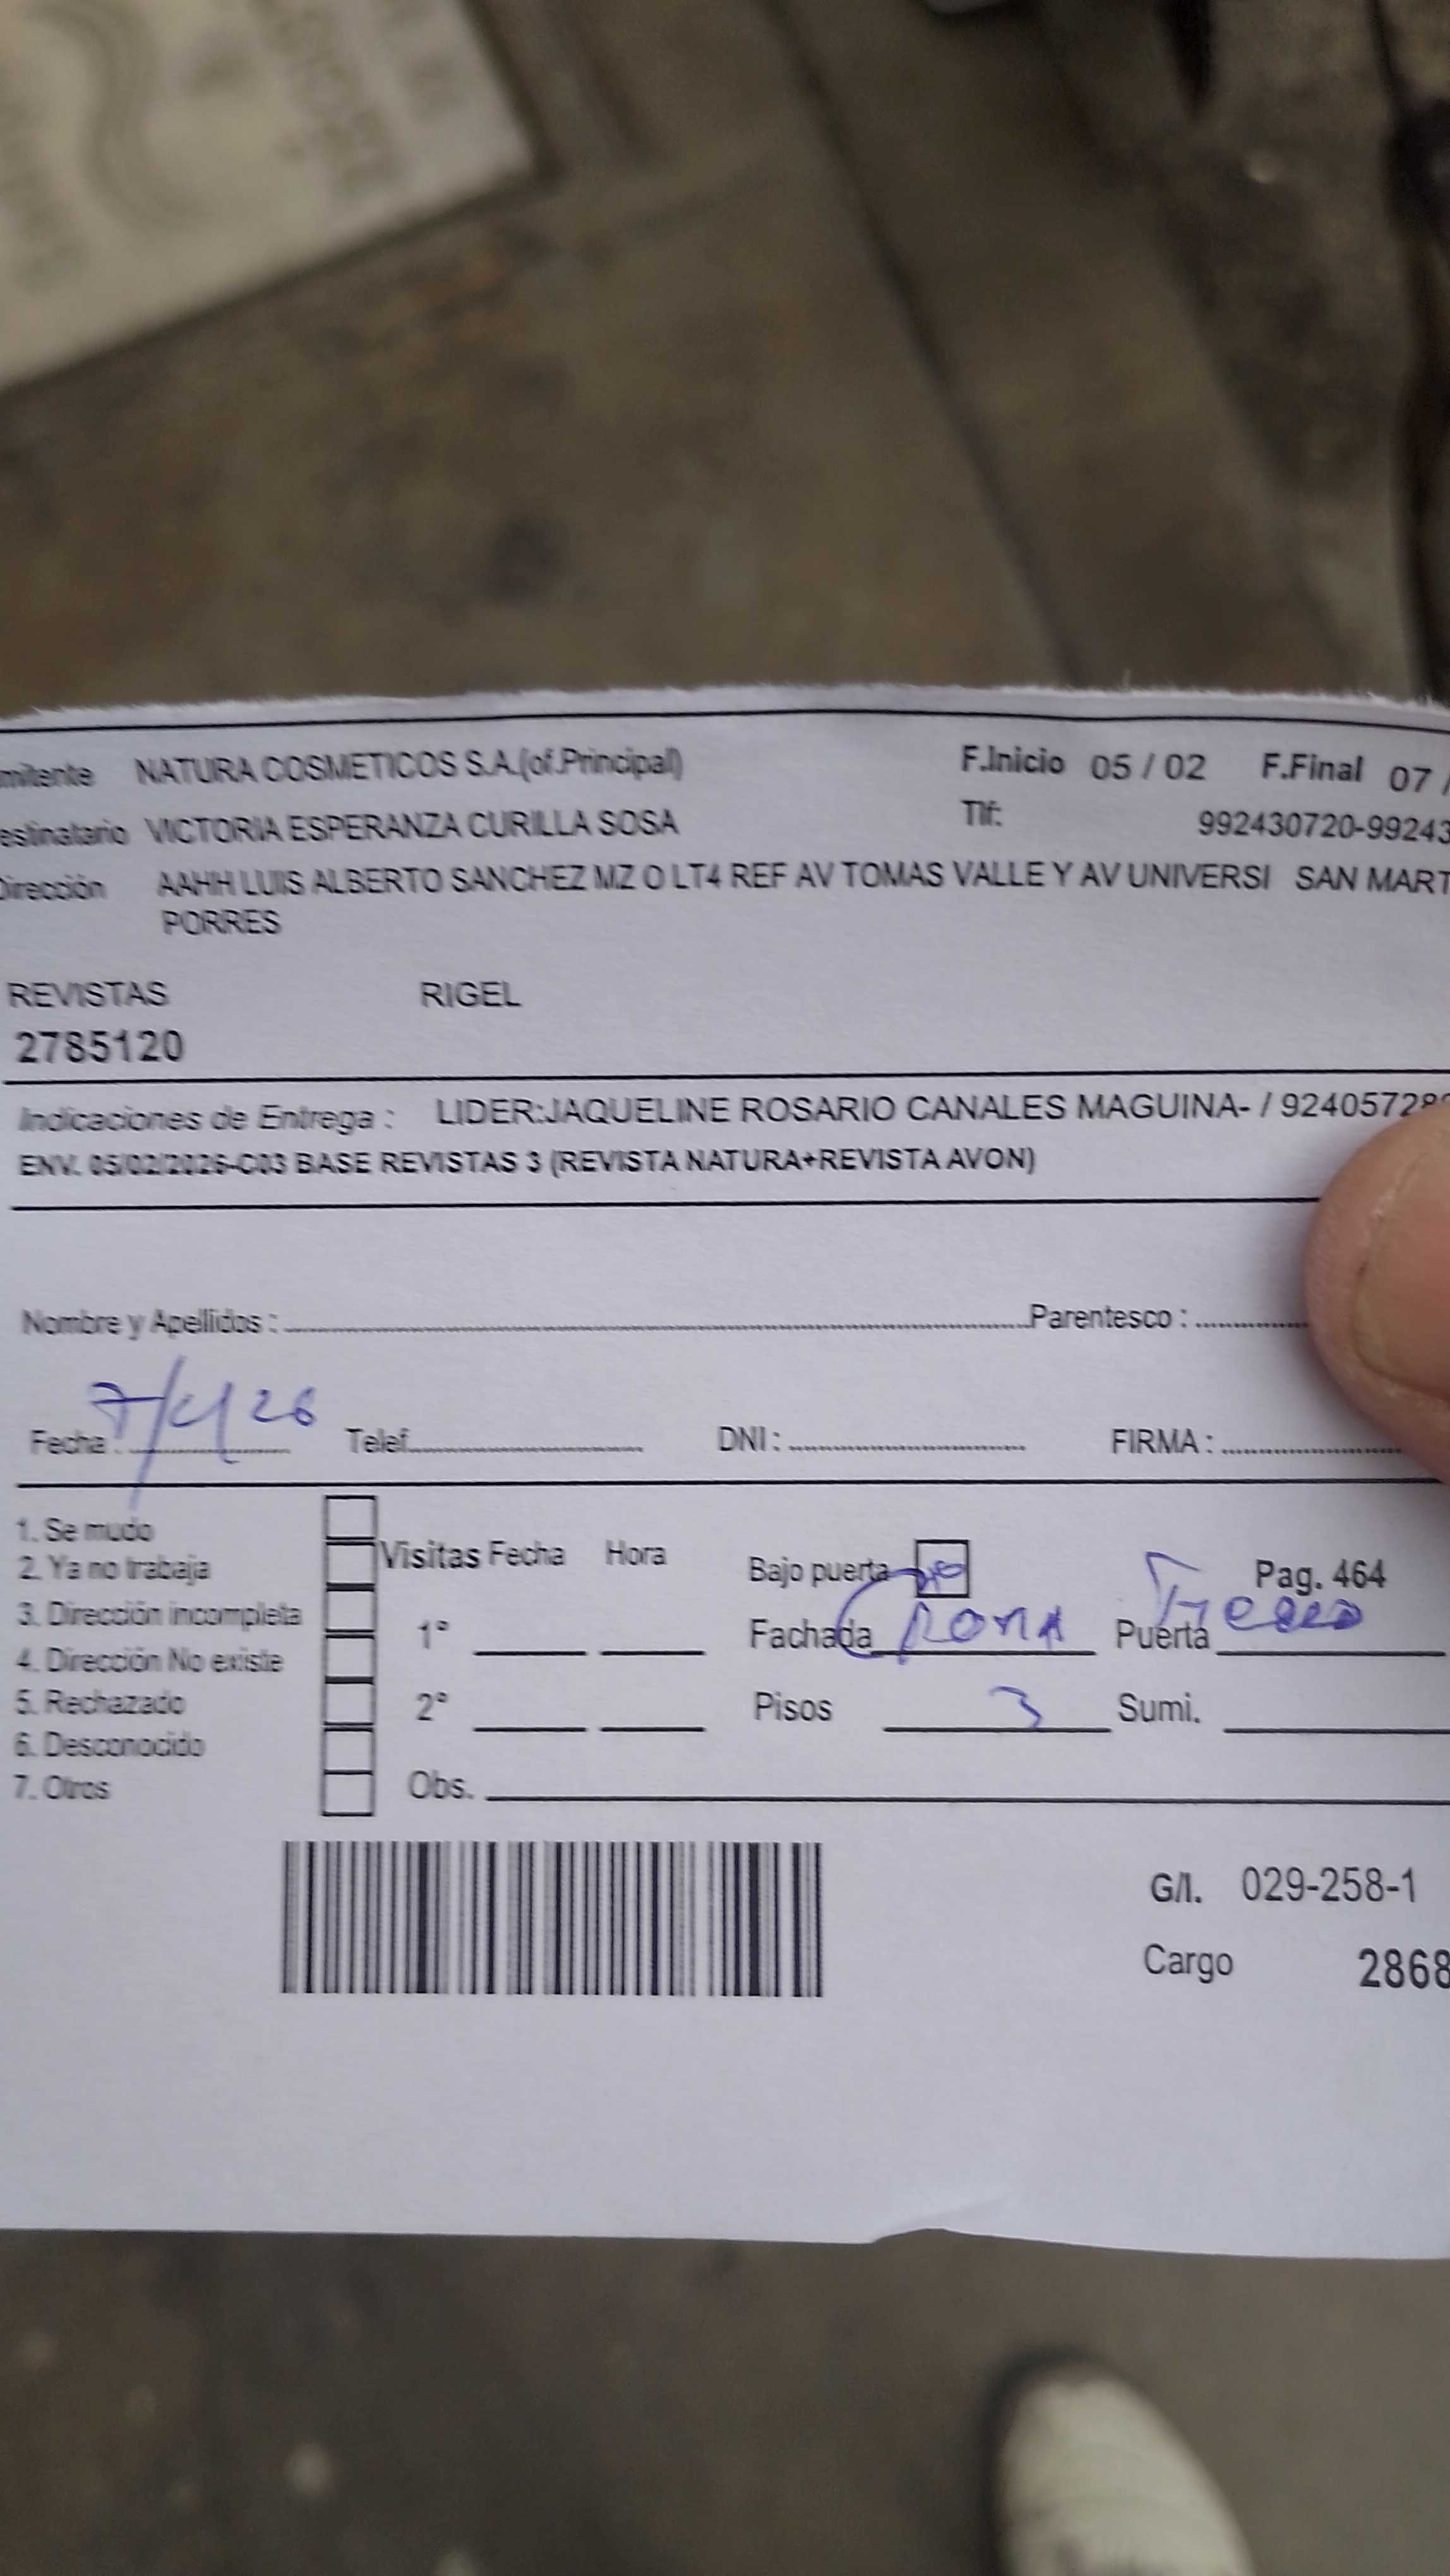 mitente NATURA COSMETICOS S.A.(of.Principal) F.Inicio 05 / 02 F.Final 07 /
estinatario VICTORIA ESPERANZA CURILLA SOSA Tlf: 992430720-99243
Dirección AAHH LUIS ALBERTO SANCHEZ MZ O LT4 REF AV TOMAS VALLE Y AV UNIVERSI SAN MART
PORRES
REVISTAS RIGEL
2785120
Indicaciones de Entrega : LIDER:JAQUELINE ROSARIO CANALES MAGUINA- / 92405728
ENV. 05/02/2026-C03 BASE REVISTAS 3 (REVISTA NATURA+REVISTA AVON)
Nombre y Apellidos : Parentesco :
Fecha : Telef. DNI : FIRMA :
1. Se mudo
2. Ya no trabaja
3. Dirección incompleta
4. Dirección No existe
5. Rechazado
6. Desconocido
7. Otros
Visitas Fecha Hora
1°
2°
Obs.
Bajo puerta Pag. 464
Fachada Puerta
Pisos 3 Sumi.
G/I. 029-258-1
Cargo 2868